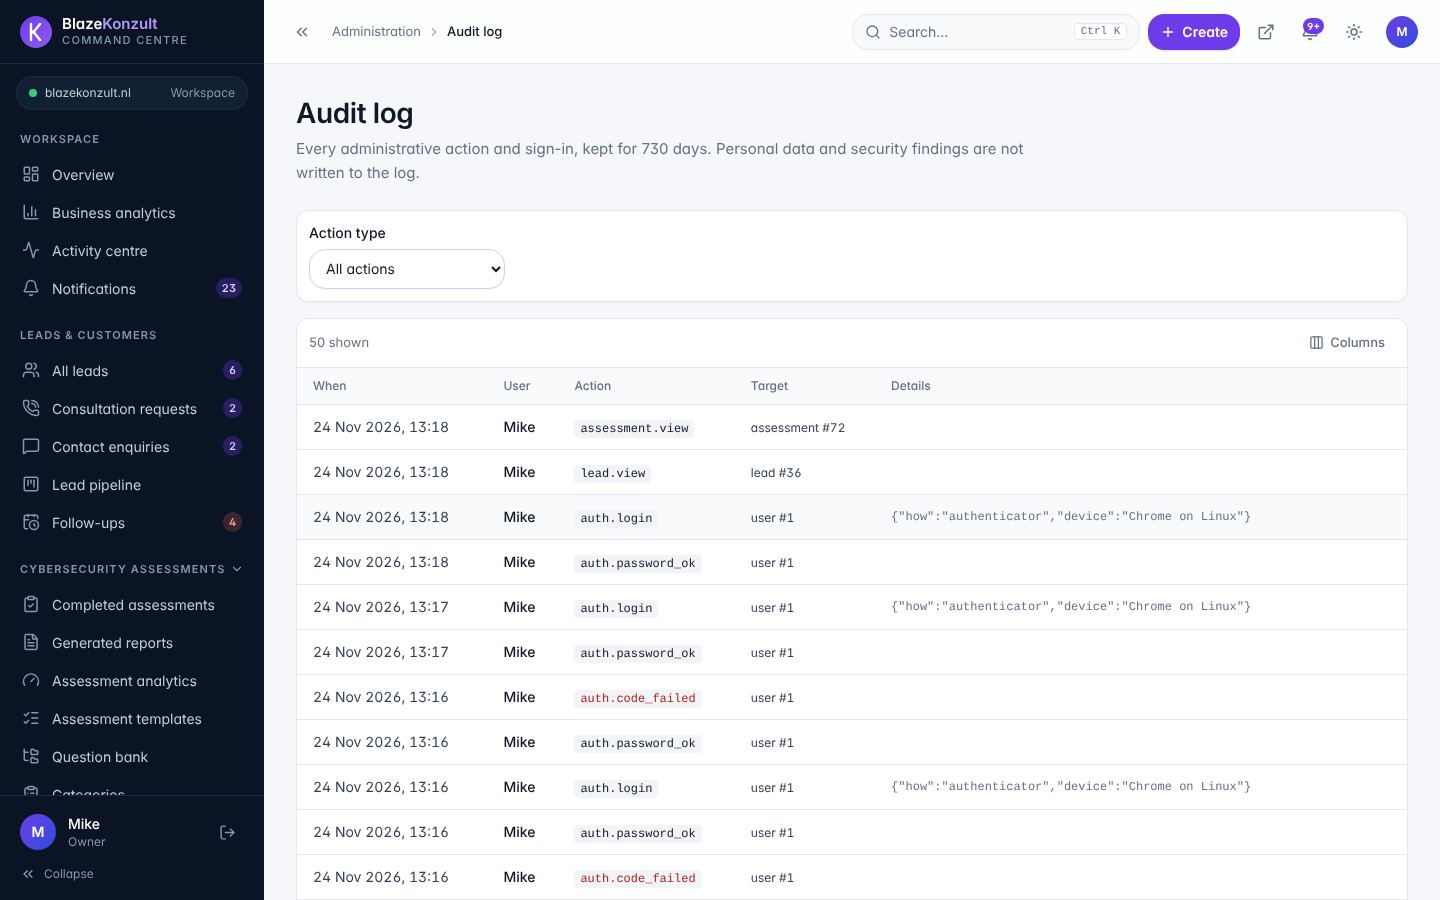 BlazeKonzult
COMMAND CENTRE
blazekonzult.nl Workspace
WORKSPACE
Overview
Business analytics
Activity centre
Notifications 23
LEADS & CUSTOMERS
All leads 6
Consultation requests 2
Contact enquiries 2
Lead pipeline
Follow-ups 4
CYBERSECURITY ASSESSMENTS
Completed assessments
Generated reports
Assessment analytics
Assessment templates
Question bank
Categories
M Mike
Owner
Collapse
Administration Audit log
Search... Ctrl K
Create
9+
M
Audit log
Every administrative action and sign-in, kept for 730 days. Personal data and security findings are not
written to the log.
Action type
All actions
50 shown Columns
When User Action Target Details
24 Nov 2026, 13:18 Mike assessment.view assessment #72
24 Nov 2026, 13:18 Mike lead.view lead #36
24 Nov 2026, 13:18 Mike auth.login user #1 {"how":"authenticator","device":"Chrome on Linux"}
24 Nov 2026, 13:18 Mike auth.password_ok user #1
24 Nov 2026, 13:17 Mike auth.login user #1 {"how":"authenticator","device":"Chrome on Linux"}
24 Nov 2026, 13:17 Mike auth.password_ok user #1
24 Nov 2026, 13:16 Mike auth.code_failed user #1
24 Nov 2026, 13:16 Mike auth.password_ok user #1
24 Nov 2026, 13:16 Mike auth.login user #1 {"how":"authenticator","device":"Chrome on Linux"}
24 Nov 2026, 13:16 Mike auth.password_ok user #1
24 Nov 2026, 13:16 Mike auth.code_failed user #1